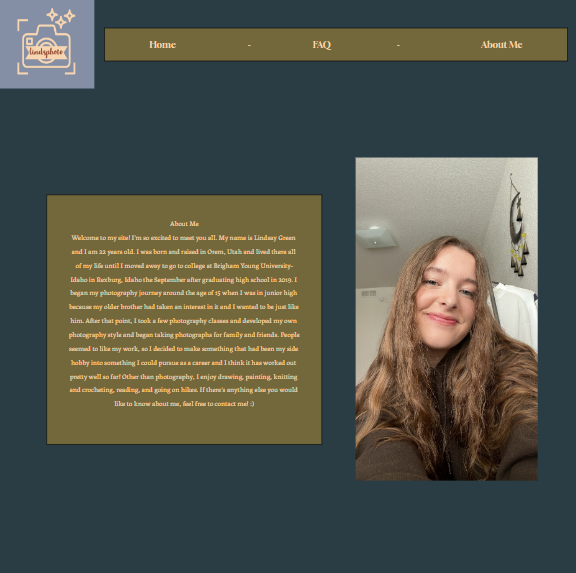 lindsphoto
Home - FAQ - About Me
About Me
Welcome to my site! I'm so excited to meet you all. My name is Lindsay Green
and I am 22 years old. I was born and raised in Orem, Utah and lived there all
of my life until I moved away to go to college at Brigham Young University-
Idaho in Rexburg, Idaho the September after graduating high school in 2019. I
began my photography journey around the age of 15 when I was in junior high
because my older brother had taken an interest in it and I wanted to be just like
him. After that point, I took a few photography classes and developed my own
photography style and began taking photographs for family and friends. People
seemed to like my work, so I decided to make something that had been my side
hobby into something I could pursue as a career and I think it has worked out
pretty well so far! Other than photography, I enjoy drawing, painting, knitting
and crocheting, reading, and going on hikes. If there's anything else you would
like to know about me, feel free to contact me! :)